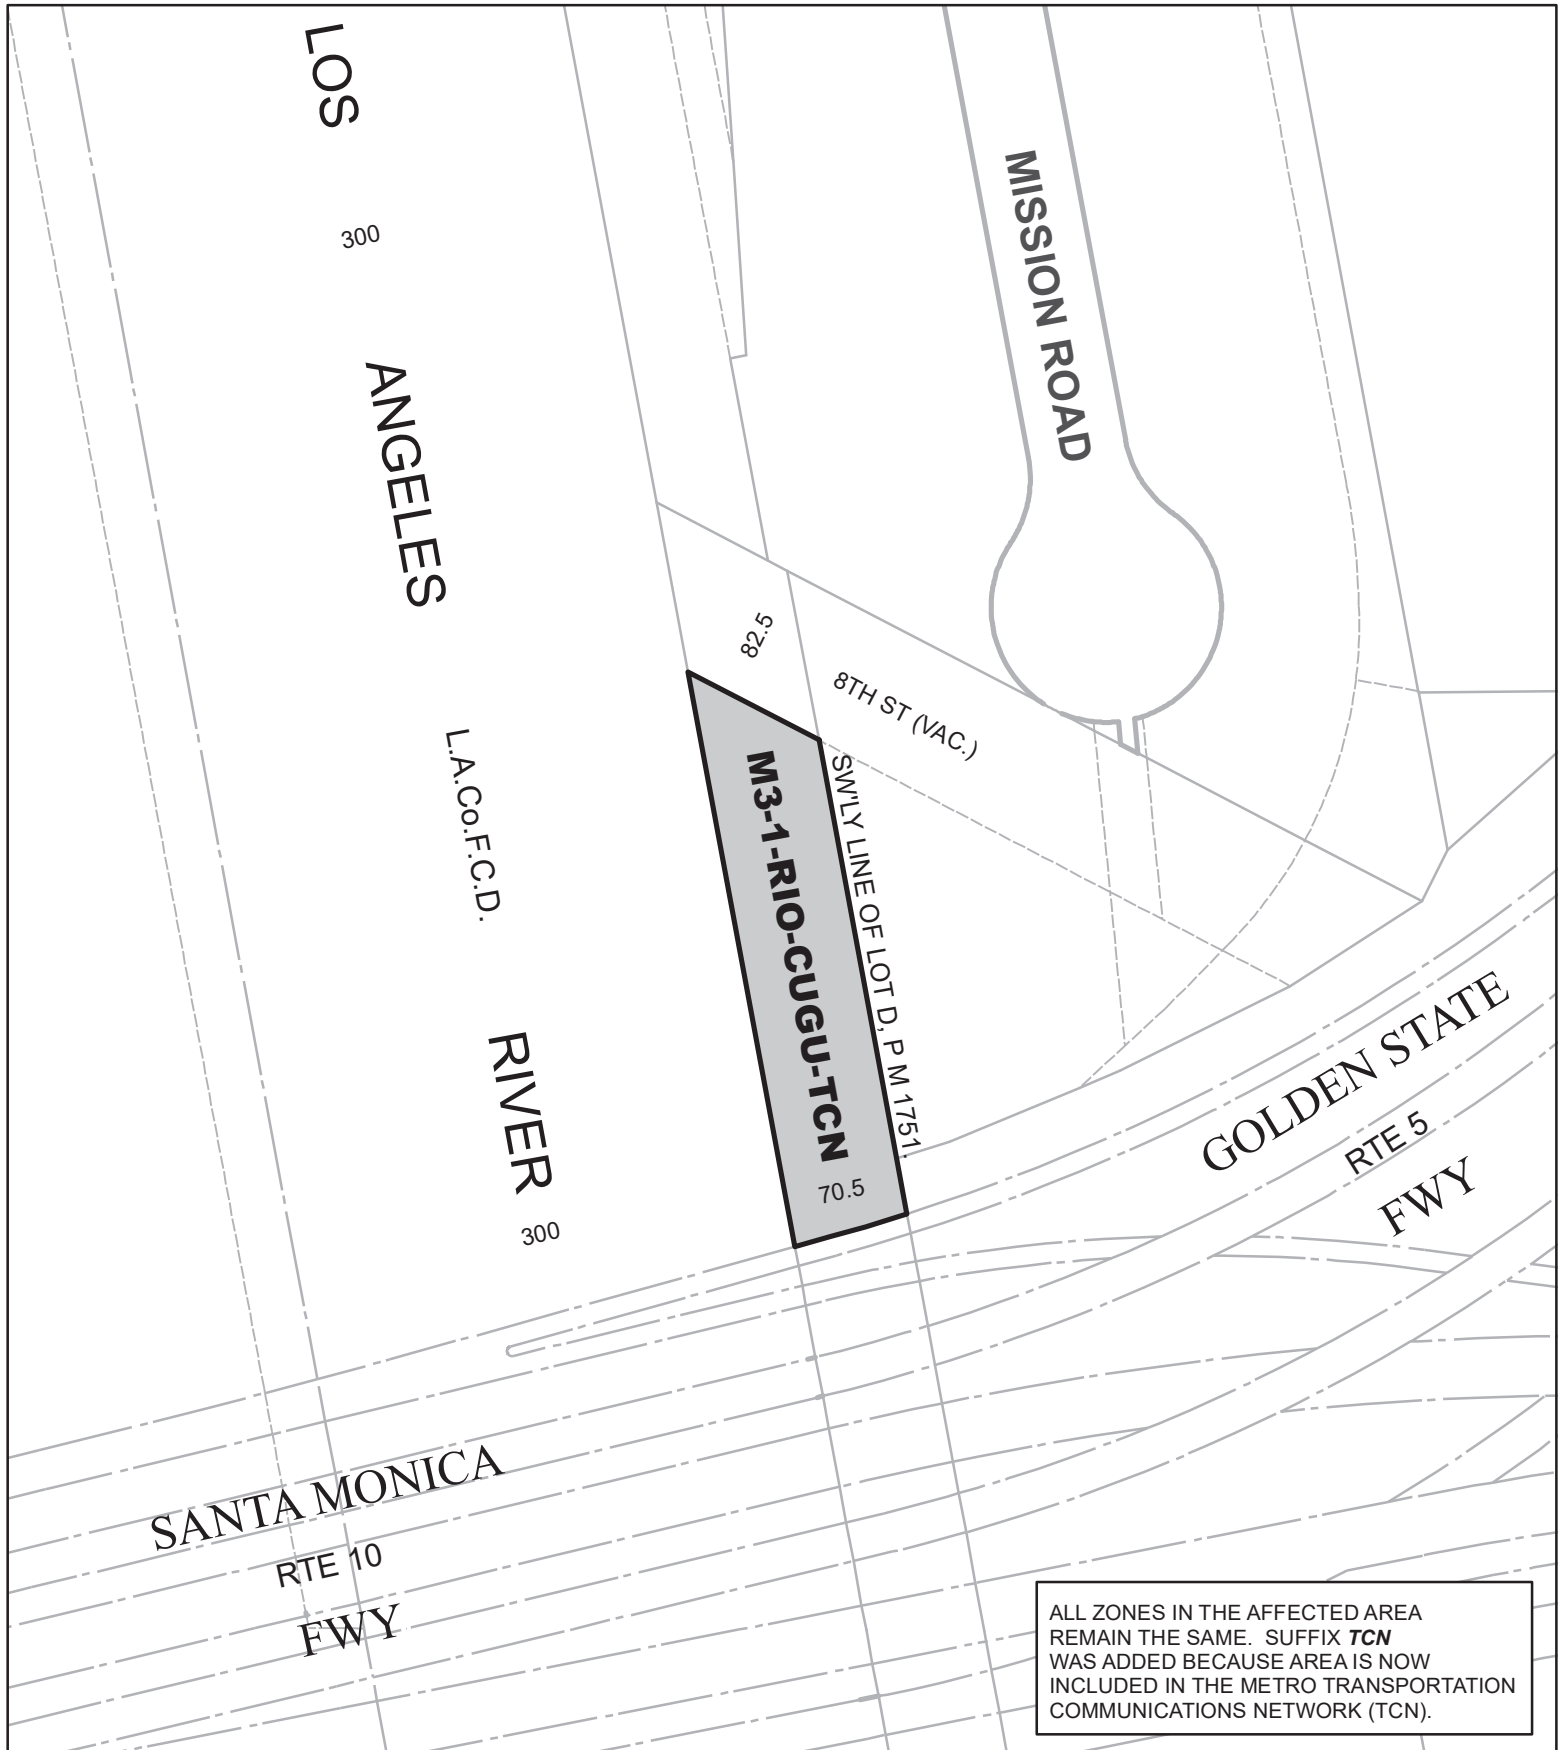 LOS
300
ANGELES
MISSION ROAD
82.5
8TH ST (VAC.)
L.A.Co.F.C.D.
M3-1-RIO-CUGU-TCN
SW'LY LINE OF LOT D, P M 1751.
70.5
RIVER
300
GOLDEN STATE
RTE 5
FWY
SANTA MONICA
RTE 10
FWY
ALL ZONES IN THE AFFECTED AREA
REMAIN THE SAME. SUFFIX TCN
WAS ADDED BECAUSE AREA IS NOW
INCLUDED IN THE METRO TRANSPORTATION
COMMUNICATIONS NETWORK (TCN).